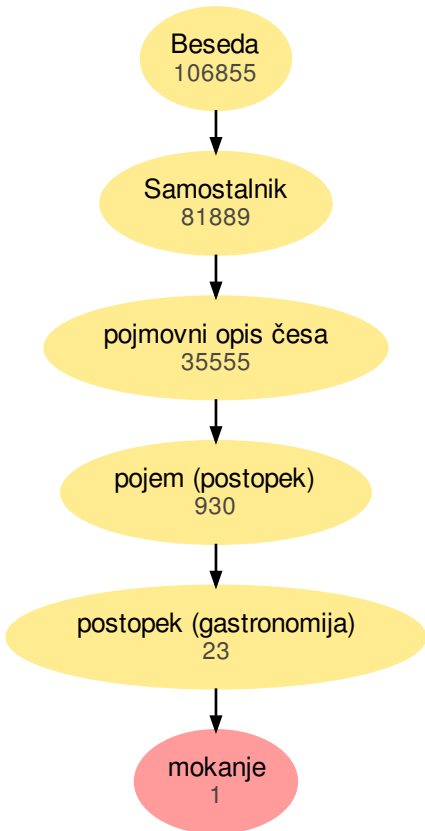 Beseda
106855
Samostalnik
81889
pojmovni opis česa
35555
pojem (postopek)
930
postopek (gastronomija)
23
mokanje
1